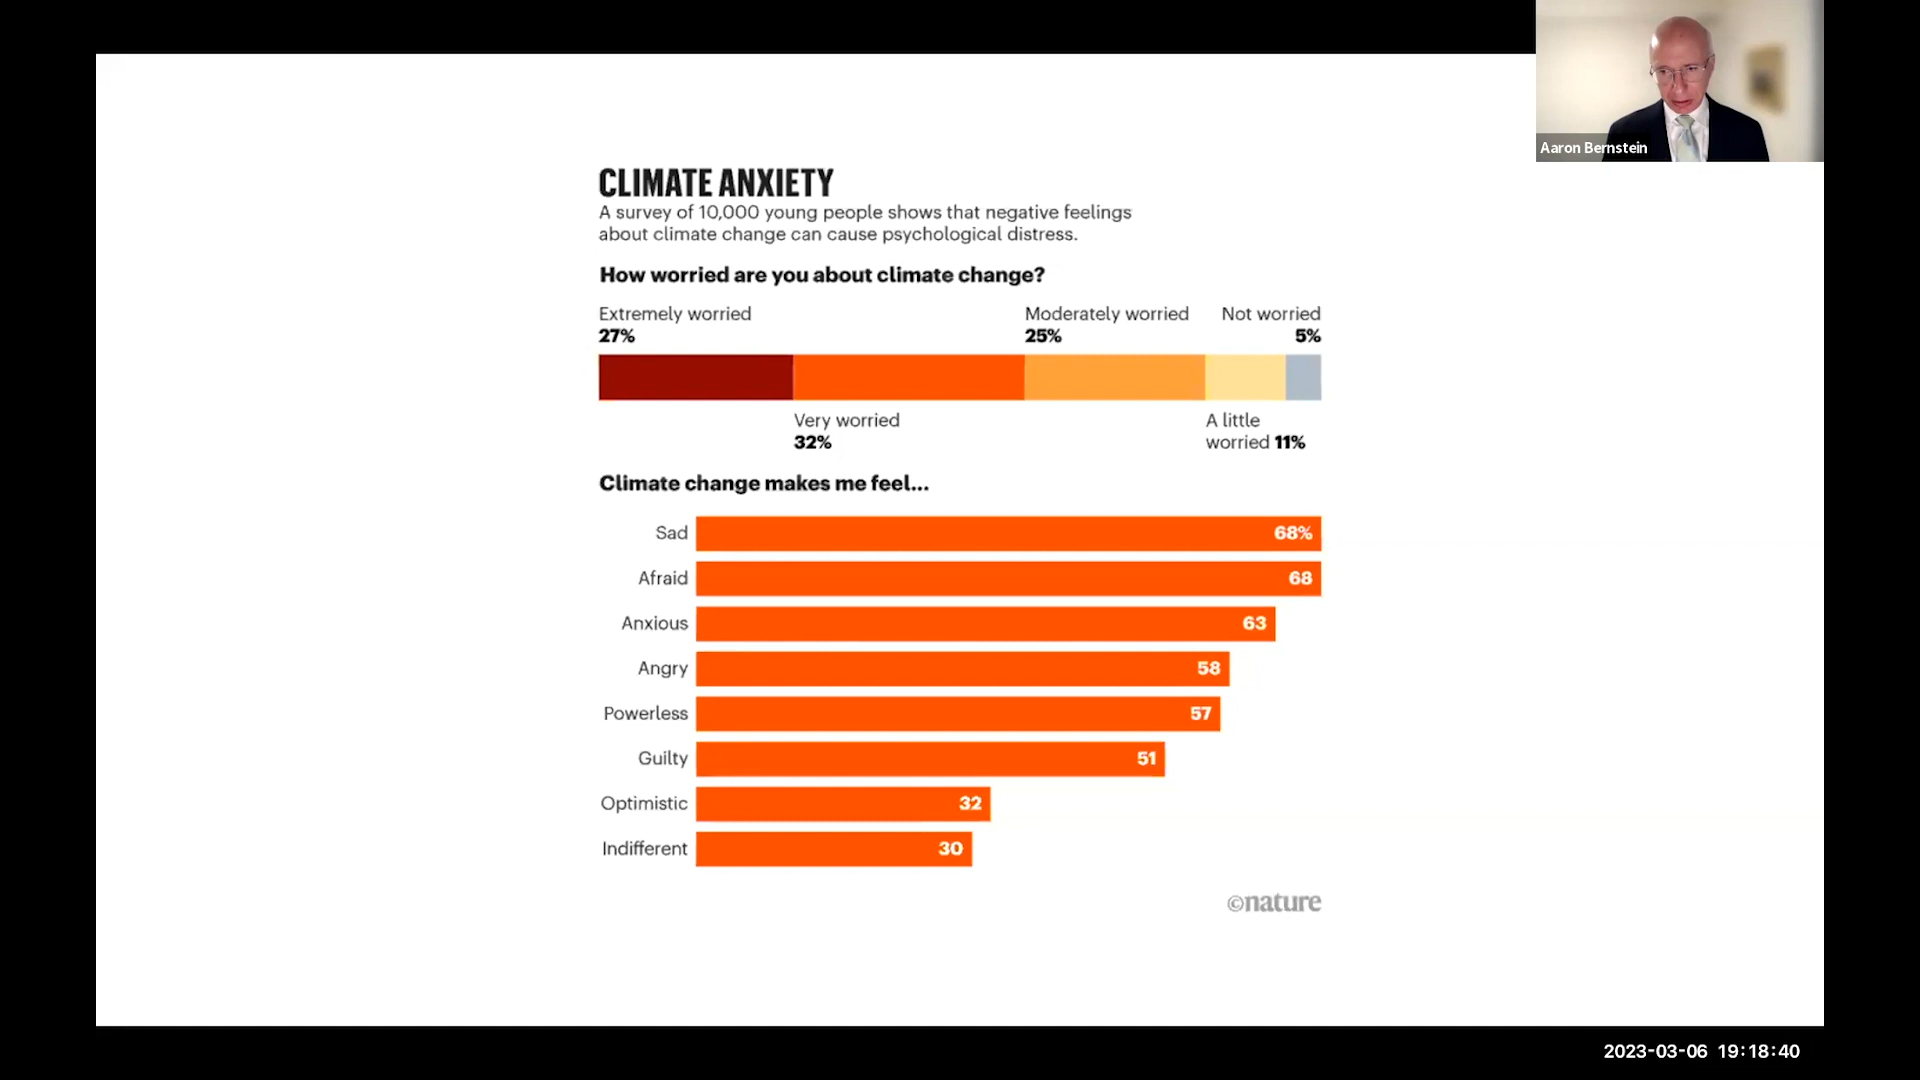 Aaron Bernstein
CLIMATE ANXIETY
A survey of 10,000 young people shows that negative feelings
about climate change can cause psychological distress.
How worried are you about climate change?
Extremely worried
27%
Moderately worried
25%
Not worried
5%
Very worried
32%
A little
worried 11%
Climate change makes me feel...
Sad 68%
Afraid 68
Anxious 63
Angry 58
Powerless 57
Guilty 51
Optimistic 32
Indifferent 30
©nature
2023-03-06 19:18:40